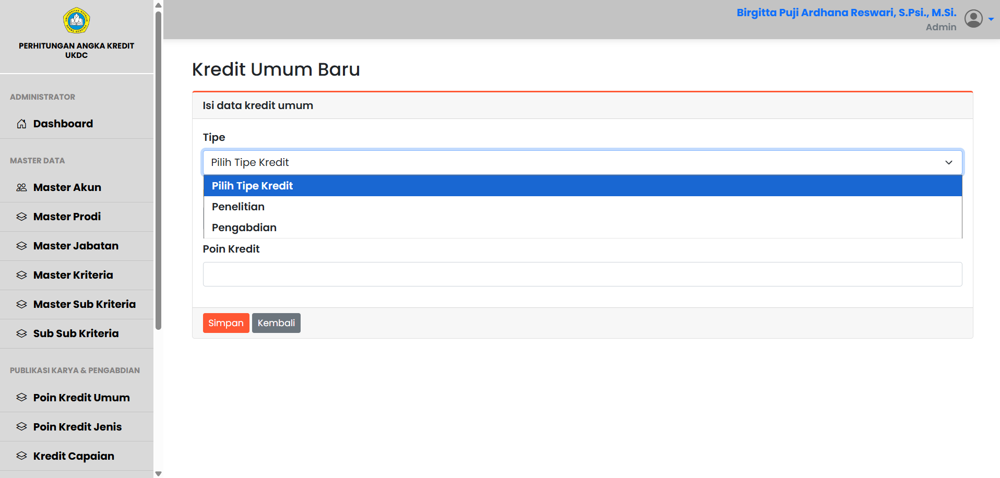 PERHITUNGAN ANGKA KREDIT
UKDC
ADMINISTRATOR
Dashboard
MASTER DATA
Master Akun
Master Prodi
Master Jabatan
Master Kriteria
Master Sub Kriteria
Sub Sub Kriteria
PUBLIKASI KARYA & PENGABDIAN
Poin Kredit Umum
Poin Kredit Jenis
Kredit Capaian
Birgitta Puji Ardhana Reswari, S.Psi., M.Si.
Admin
Kredit Umum Baru
Isi data kredit umum
Tipe
Pilih Tipe Kredit
Pilih Tipe Kredit
Penelitian
Pengabdian
Poin Kredit
Simpan
Kembali